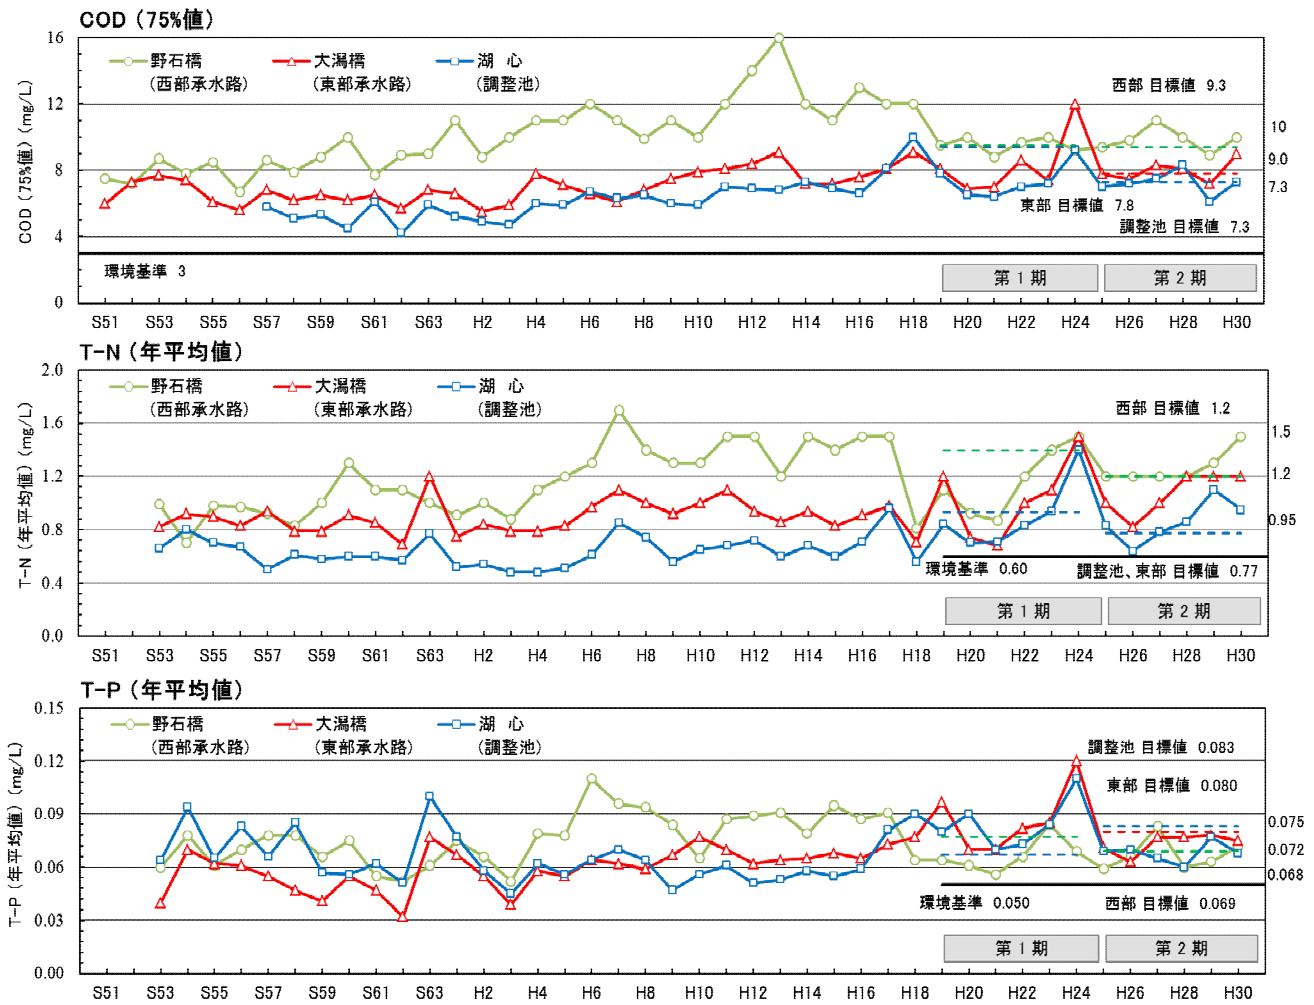 COD（75%値）
COD（75%値）(mg/L)
16
12
8
4
0
野石橋
(西部承水路)
大潟橋
(東部承水路)
湖　心
(調整池)
西部 目標値　9.3
10
9.0
7.3
東部 目標値　7.8
調整池 目標値　7.3
環境基準　3
第１期
第２期
S51 S53 S55 S57 S59 S61 S63 H2 H4 H6 H8 H10 H12 H14 H16 H18 H20 H22 H24 H26 H28 H30
T-N（年平均値）
T-N（年平均値）(mg/L)
2.0
1.6
1.2
0.8
0.4
0.0
野石橋
(西部承水路)
大潟橋
(東部承水路)
湖　心
(調整池)
西部 目標値　1.2
1.5
1.2
0.95
環境基準　0.60
調整池、東部 目標値　0.77
第１期
第２期
S51 S53 S55 S57 S59 S61 S63 H2 H4 H6 H8 H10 H12 H14 H16 H18 H20 H22 H24 H26 H28 H30
T-P（年平均値）
T-P（年平均値）(mg/L)
0.15
0.12
0.09
0.06
0.03
0.00
野石橋
(西部承水路)
大潟橋
(東部承水路)
湖　心
(調整池)
調整池 目標値　0.083
東部 目標値　0.080
0.075
0.072
0.068
環境基準　0.050
西部 目標値　0.069
第１期
第２期
S51 S53 S55 S57 S59 S61 S63 H2 H4 H6 H8 H10 H12 H14 H16 H18 H20 H22 H24 H26 H28 H30